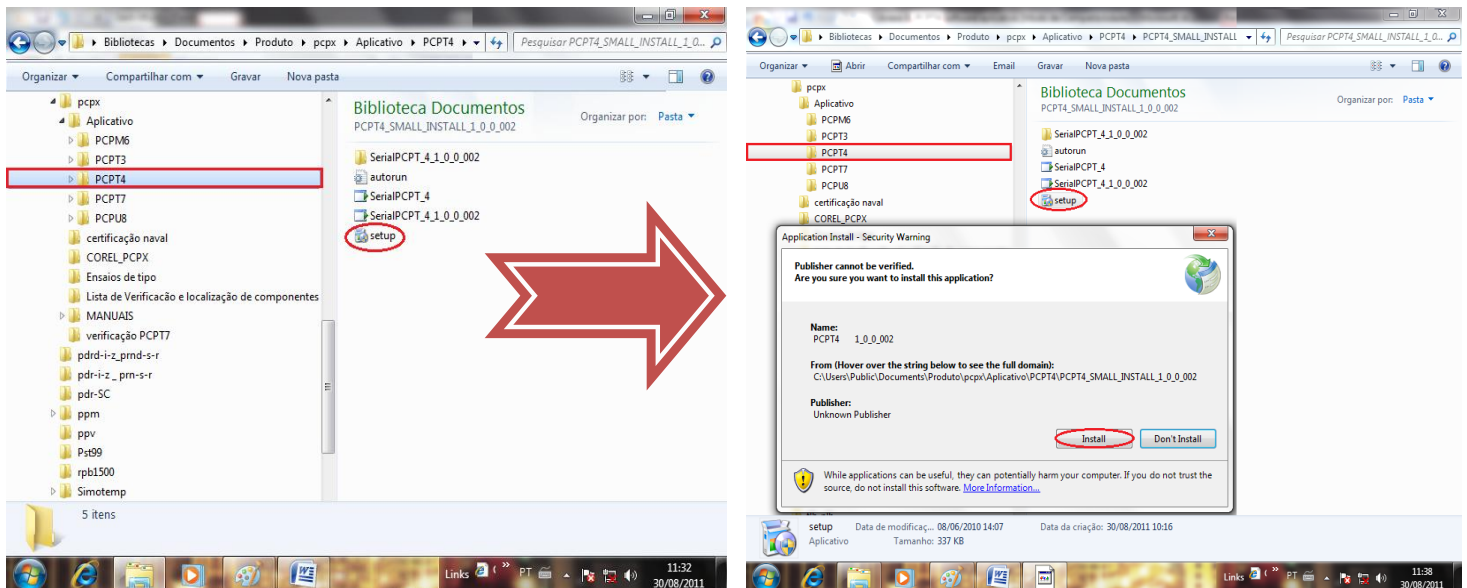 Bibliotecas Documentos Produto pcpx Aplicativo PCPT4
Pesquisar PCPT4_SMALL_INSTALL_1_0...
Organizar Compartilhar com Gravar Nova pasta
pcpx
Aplicativo
PCPM6
PCPT3
PCPT4
PCPT7
PCPU8
certificação naval
COREL_PCPX
Ensaios de tipo
Lista de Verificacão e localização de componentes
MANUAIS
verificação PCPT7
pdrd-i-z_prnd-s-r
pdr-i-z _ prn-s-r
pdr-SC
ppm
ppv
Pst99
rpb1500
Simotemp
Biblioteca Documentos
PCPT4_SMALL_INSTALL_1_0_0_002
Organizar por: Pasta
SerialPCPT_4_1_0_0_002
autorun
SerialPCPT_4
SerialPCPT_4_1_0_0_002
setup
5 itens
Links PT 11:32
30/08/2011
Bibliotecas Documentos Produto pcpx Aplicativo PCPT4 PCPT4_SMALL_INSTALL
Pesquisar PCPT4_SMALL_INSTALL_1_0...
Organizar Abrir Compartilhar com Email Gravar Nova pasta
pcpx
Aplicativo
PCPM6
PCPT3
PCPT4
PCPT7
PCPU8
certificação naval
COREL_PCPX
Biblioteca Documentos
PCPT4_SMALL_INSTALL_1_0_0_002
Organizar por: Pasta
SerialPCPT_4_1_0_0_002
autorun
SerialPCPT_4
SerialPCPT_4_1_0_0_002
setup
Application Install - Security Warning
Publisher cannot be verified.
Are you sure you want to install this application?
Name:
PCPT4 1_0_0_002
From (Hover over the string below to see the full domain):
C:\Users\Public\Documents\Produto\pcpx\Aplicativo\PCPT4\PCPT4_SMALL_INSTALL_1_0_0_002
Publisher:
Unknown Publisher
Install Don't Install
While applications can be useful, they can potentially harm your computer. If you do not trust the
source, do not install this software. More Information...
setup Data de modificaç... 08/06/2010 14:07 Data da criação: 30/08/2011 10:16
Aplicativo Tamanho: 337 KB
Links PT 11:38
30/08/2011